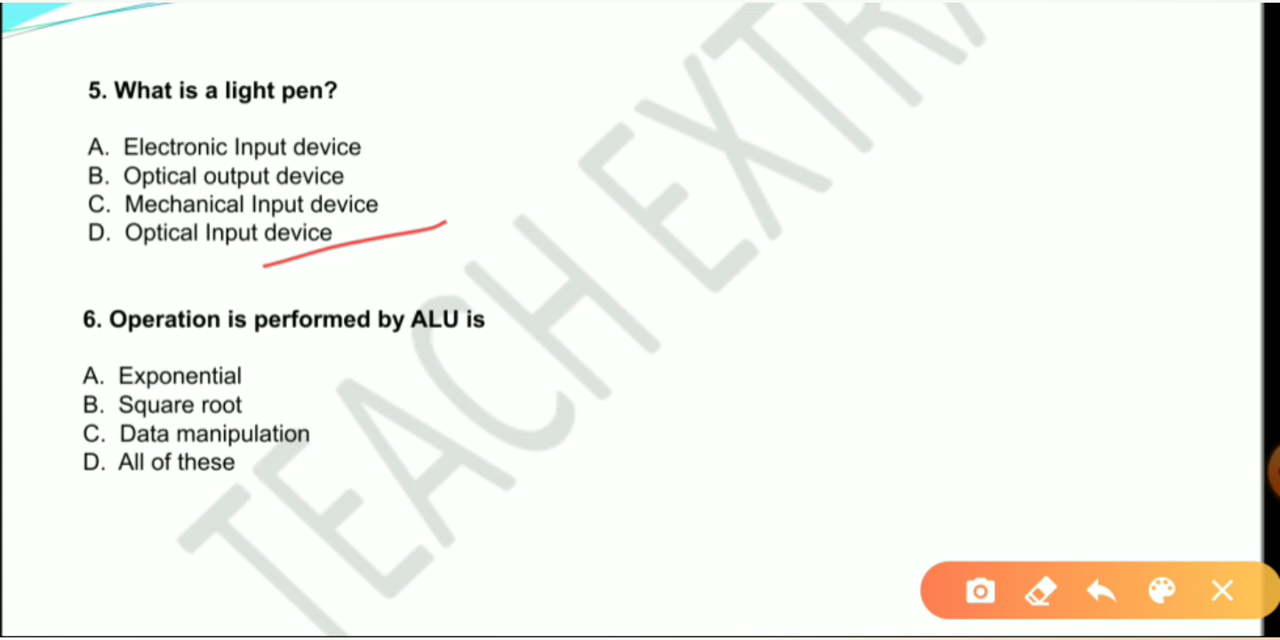 5. What is a light pen?
A. Electronic Input device
B. Optical output device
C. Mechanical Input device
D. Optical Input device
6. Operation is performed by ALU is
A. Exponential
B. Square root
C. Data manipulation
D. All of these
TEACH EXTRA